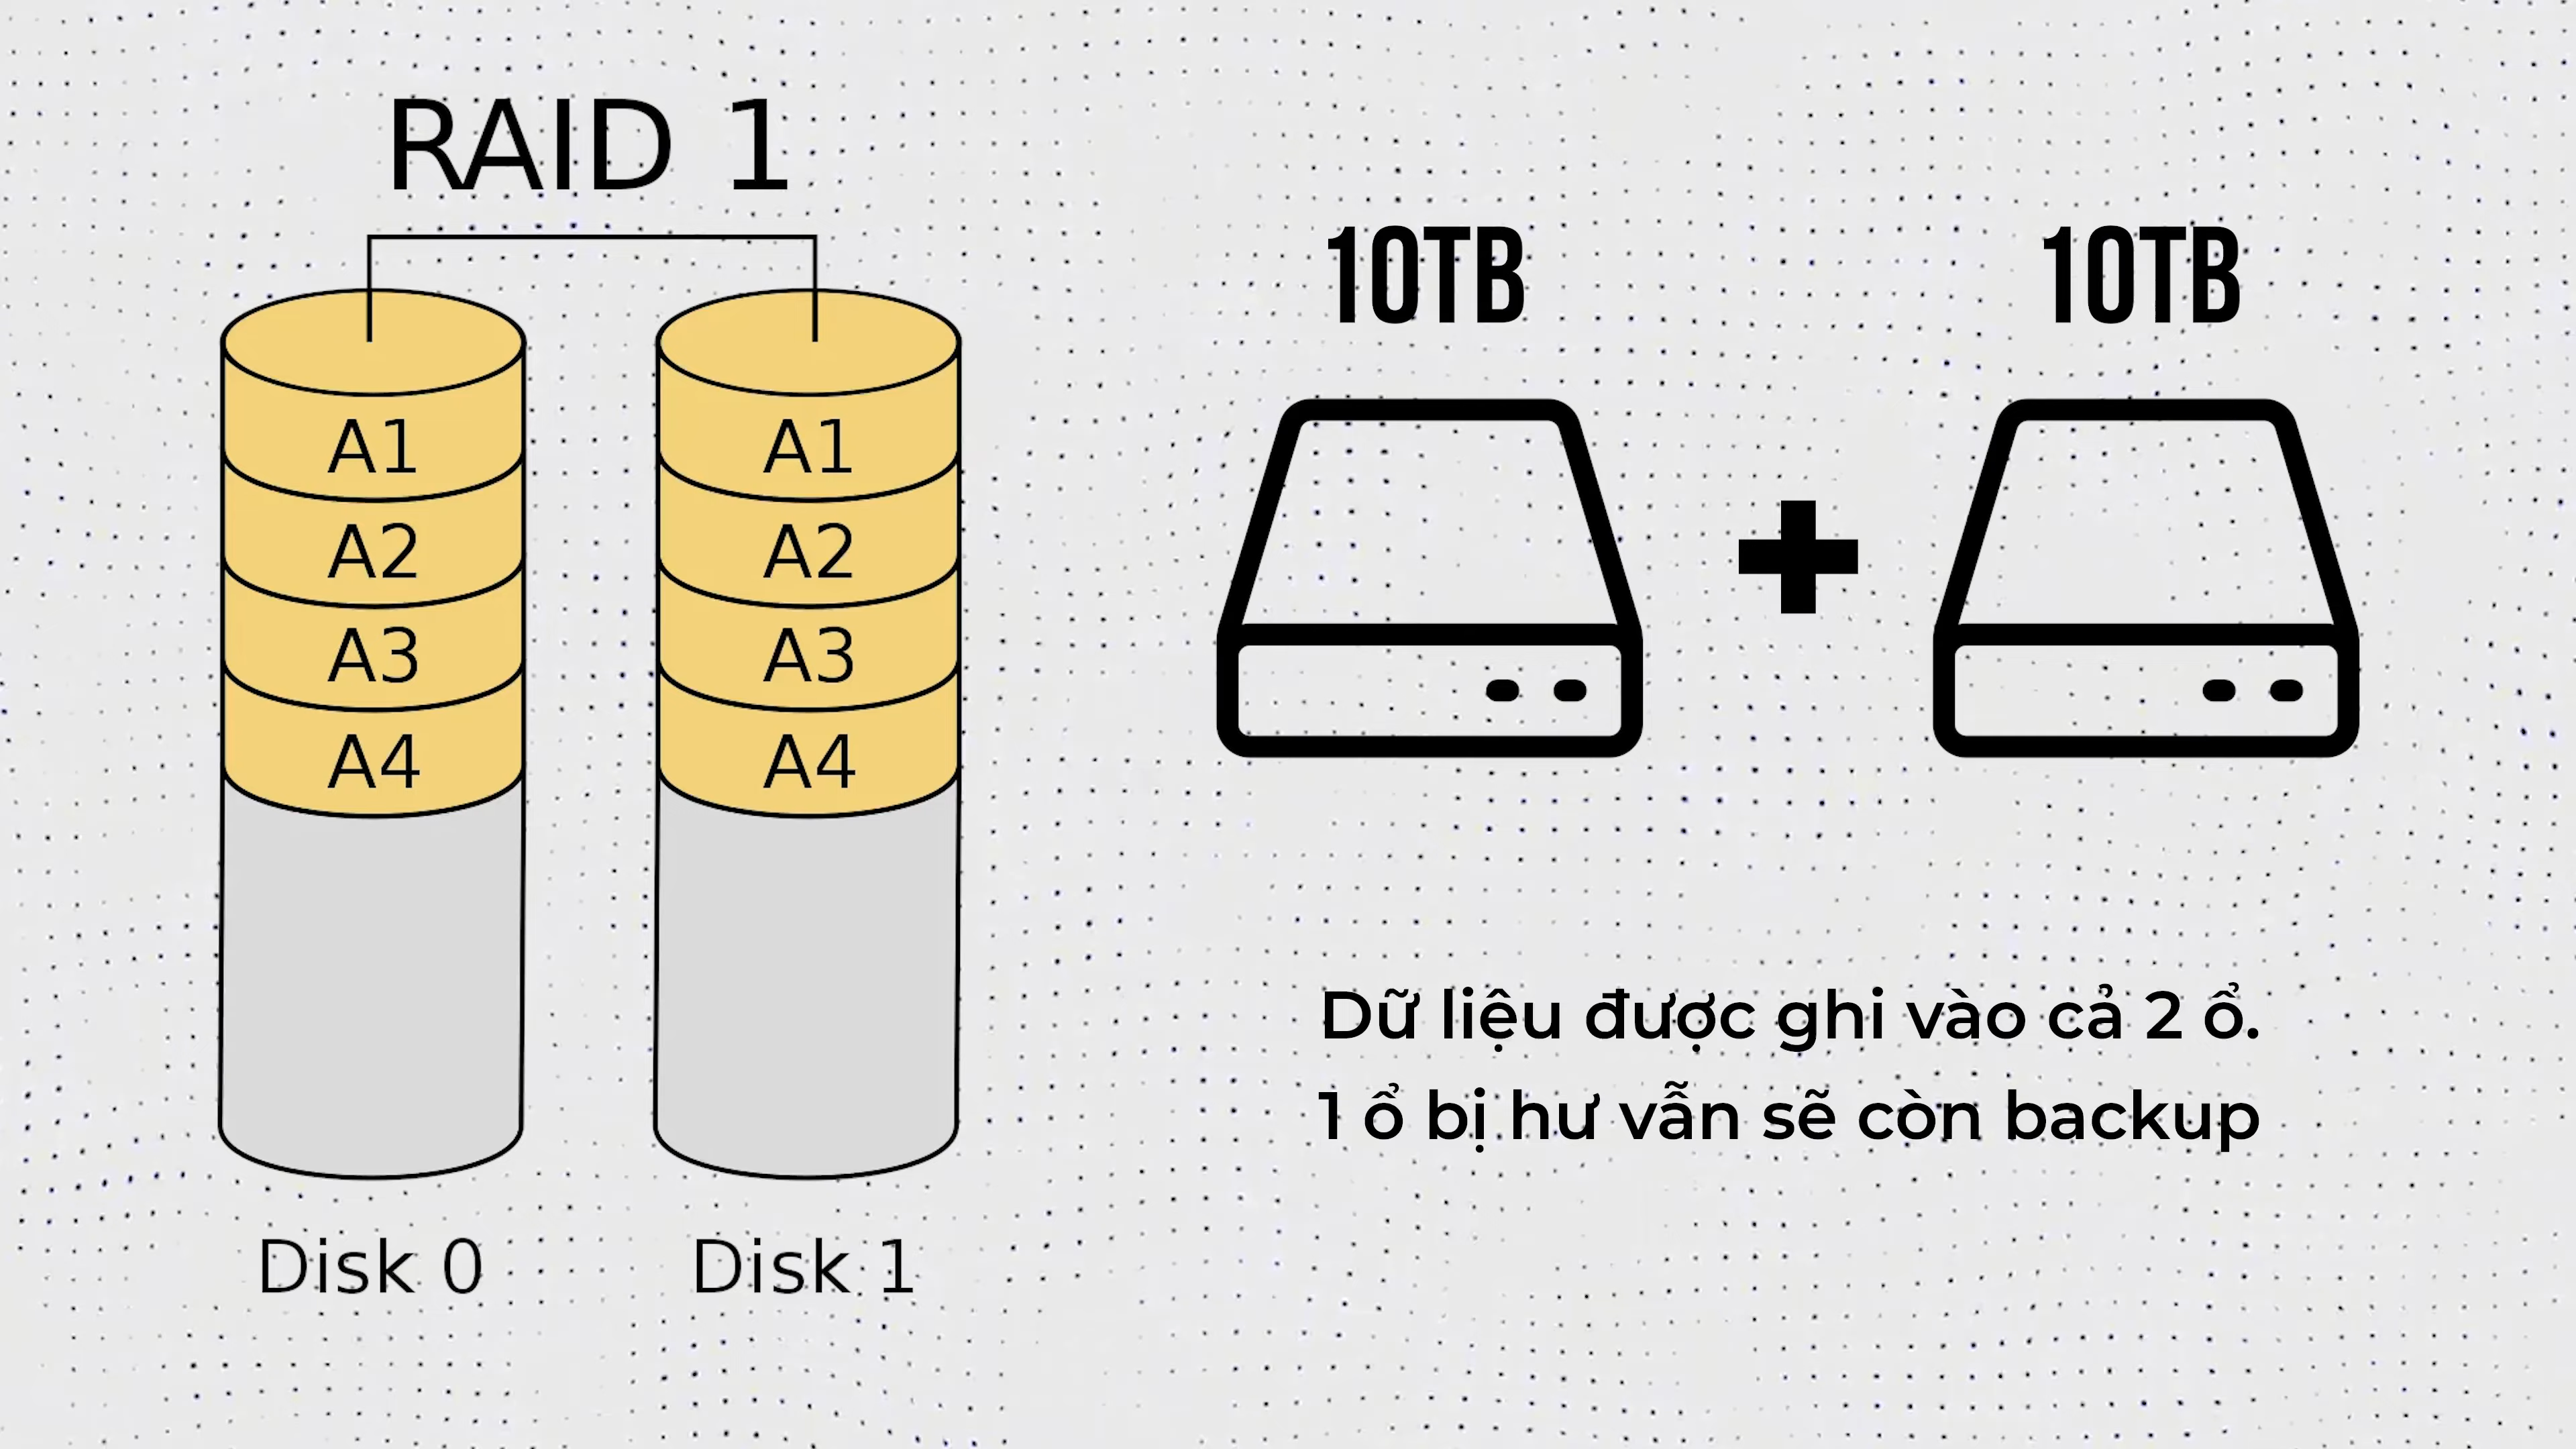 RAID 1
A1
A2
A3
A4
Disk 0
A1
A2
A3
A4
Disk 1
10TB
10TB
Dữ liệu được ghi vào cả 2 ổ.
1 ổ bị hư vẫn sẽ còn backup